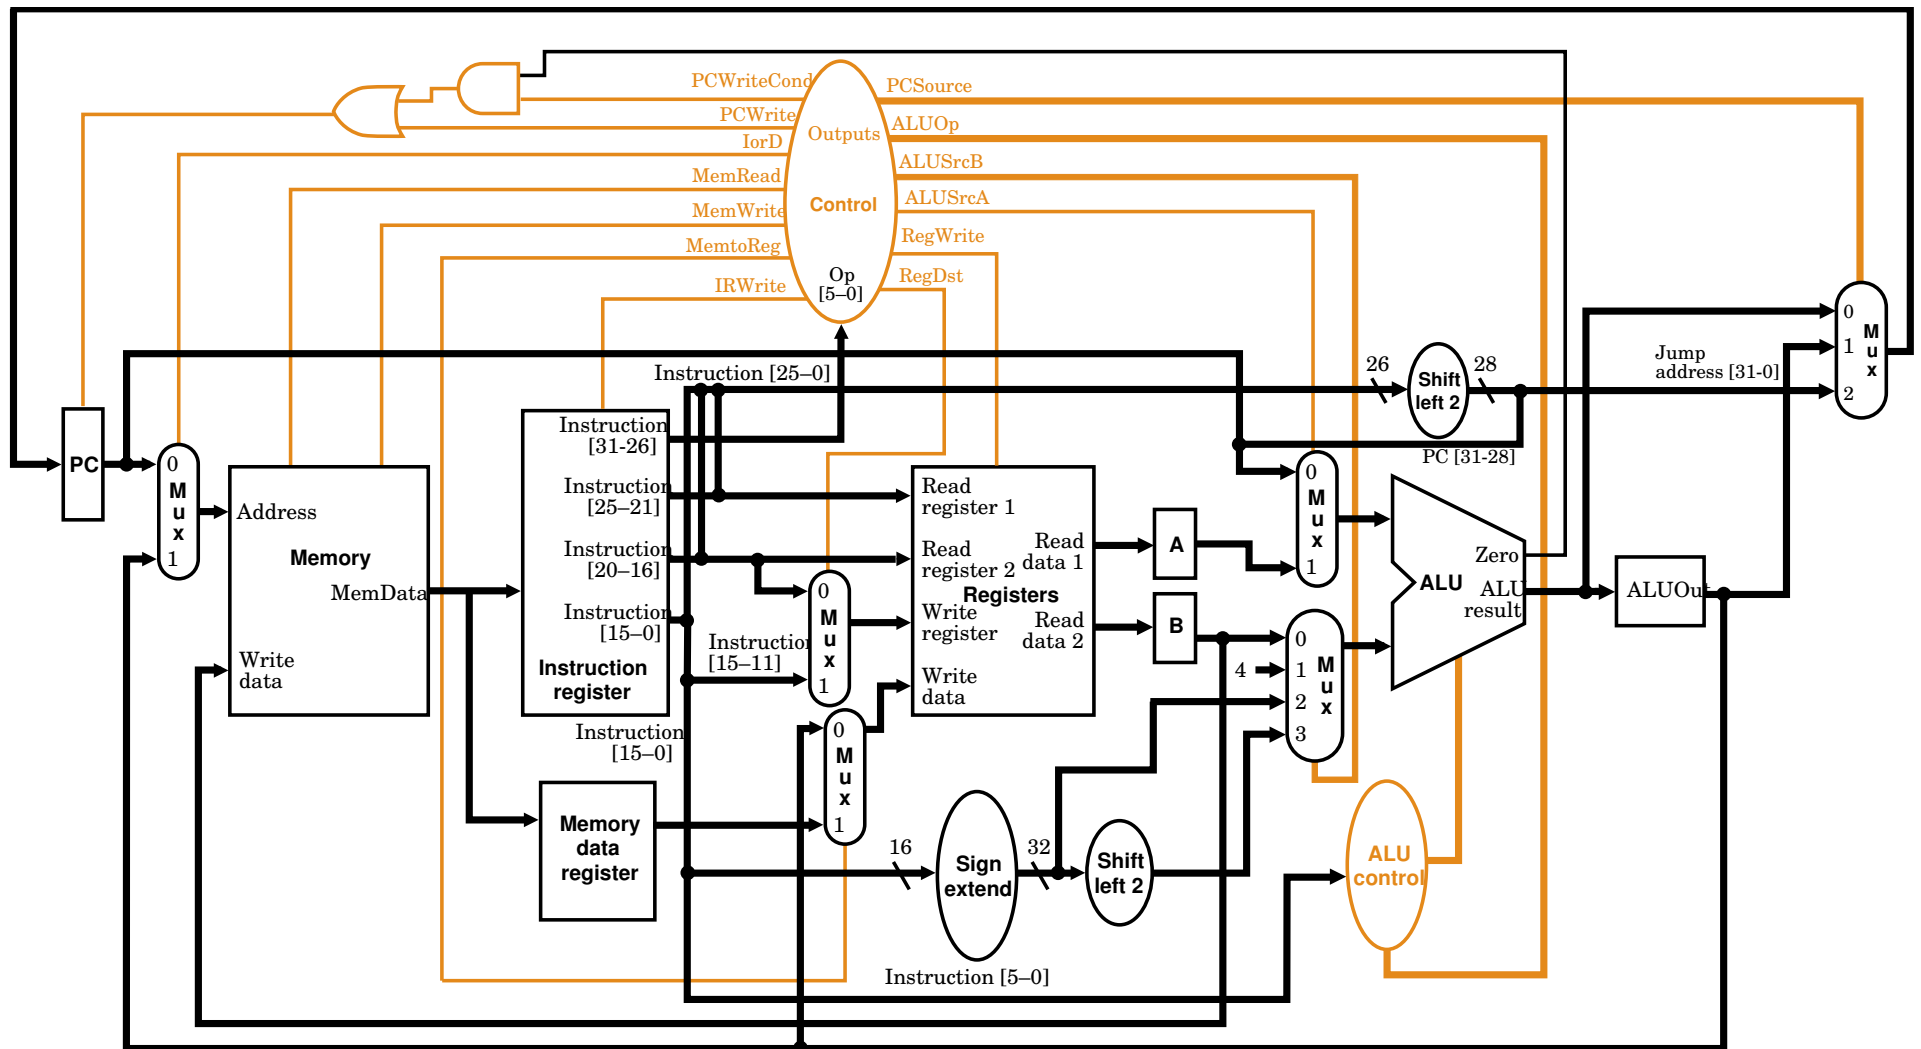 PCWriteCond
PCSource
PCWrite
ALUOp
Outputs
IorD
ALUSrcB
MemRead
ALUSrcA
Control
MemWrite
RegWrite
MemtoReg
RegDst
Op
[5–0]
IRWrite
0
1
2
M
u
x
Jump
address [31-0]
26
28
Shift
left 2
Instruction [25–0]
PC [31-28]
PC
0
M
u
x
1
Address
Memory
MemData
Write
data
Instruction
[31-26]
Instruction
[25–21]
Instruction
[20–16]
Instruction
[15–0]
Instruction
register
Instruction
[15–11]
0
M
u
x
1
Read
register 1
Read
register 2
Registers
Write
register
Write
data
Read
data 1
Read
data 2
A
B
4
0
M
u
x
1
0
1
2
3
M
u
x
Zero
ALU
ALU
result
ALUOut
Instruction
[15–0]
0
M
u
x
1
Memory
data
register
16
Sign
extend
32
Shift
left 2
ALU
control
Instruction [5–0]